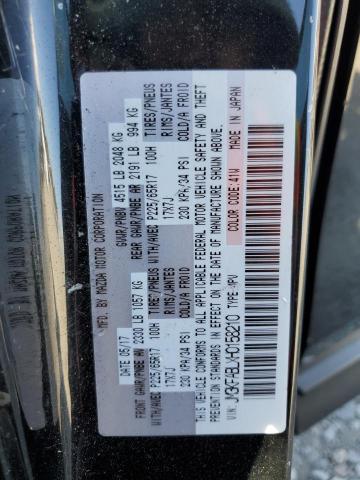 MFD. BY MAZDA MOTOR CORPORATION
DATE 05/17 GVWR/PNBV 4515 LB 2048 KG
FRONT GAWR/PNBE AV 2330 LB 1057 KG REAR GAWR/PNBE AR 2191 LB 994 KG
WITH/AVEC P225/65R17 100H TIRES/PNEUS WITH/AVEC P225/65R17 100H TIRES/PNEUS
17X7J RIMS/JANTES 17X7J RIMS/JANTES
230 KPA/34 PSI COLD/A FROID 230 KPA/34 PSI COLD/A FROID
THIS VEHICLE CONFORMS TO ALL APPLICABLE FEDERAL MOTOR VEHICLE SAFETY AND THEFT
PREVENTION STANDARDS IN EFFECT ON THE DATE OF MANUFACTURE SHOWN ABOVE.
VIN: JM3KFABLXH0158210 TYPE: MPV COLOR CODE: 41W MADE IN JAPAN